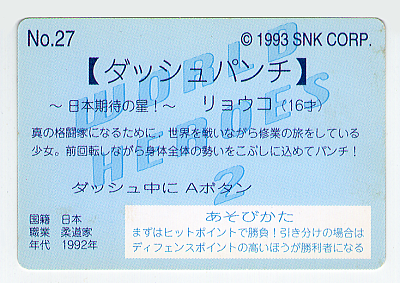 No.27
© 1993 SNK CORP.
WORLD HEROES 2
【ダッシュパンチ】
～日本期待の星！～ リョウコ（16才）
真の格闘家になるために、世界を戦いながら修業の旅をしている
少女。前回転しながら身体全体の勢いをこぶしに込めてパンチ！
ダッシュ中に Aボタン
国籍 日本
職業 柔道家
年代 1992年
あそびかた
まずはヒットポイントで勝負！引き分けの場合は
ディフェンスポイントの高いほうが勝利者になる